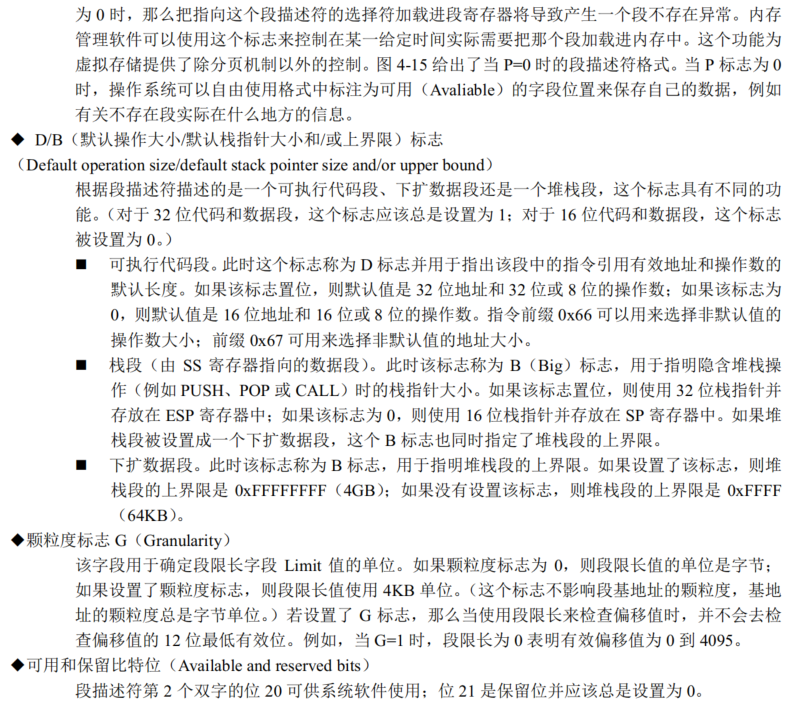 为 0 时，那么把指向这个段描述符的选择符加载进段寄存器将导致产生一个段不存在异常。内存
管理软件可以使用这个标志来控制在某一给定时间实际需要把那个段加载进内存中。这个功能为
虚拟存储提供了除分页机制以外的控制。图 4-15 给出了当 P=0 时的段描述符格式。当 P 标志为 0
时，操作系统可以自由使用格式中标注为可用（Avaliable）的字段位置来保存自己的数据，例如
有关不存在段实际在什么地方的信息。
◆ D/B（默认操作大小/默认栈指针大小和/或上界限）标志
（Default operation size/default stack pointer size and/or upper bound）
根据段描述符描述的是一个可执行代码段、下扩数据段还是一个堆栈段，这个标志具有不同的功
能。（对于 32 位代码和数据段，这个标志应该总是设置为 1；对于 16 位代码和数据段，这个标志
被设置为 0。）
■ 可执行代码段。此时这个标志称为 D 标志并用于指出该段中的指令引用有效地址和操作数的
默认长度。如果该标志置位，则默认值是 32 位地址和 32 位或 8 位的操作数；如果该标志为
0，则默认值是 16 位地址和 16 位或 8 位的操作数。指令前缀 0x66 可以用来选择非默认值的
操作数大小；前缀 0x67 可用来选择非默认值的地址大小。
■ 栈段（由 SS 寄存器指向的数据段）。此时该标志称为 B（Big）标志，用于指明隐含堆栈操
作（例如 PUSH、POP 或 CALL）时的栈指针大小。如果该标志置位，则使用 32 位栈指针并
存放在 ESP 寄存器中；如果该标志为 0，则使用 16 位栈指针并存放在 SP 寄存器中。如果堆
栈段被设置成一个下扩数据段，这个 B 标志也同时指定了堆栈段的上界限。
■ 下扩数据段。此时该标志称为 B 标志，用于指明堆栈段的上界限。如果设置了该标志，则堆
栈段的上界限是 0xFFFFFFFF（4GB）；如果没有设置该标志，则堆栈段的上界限是 0xFFFF
（64KB）。
◆颗粒度标志 G（Granularity）
该字段用于确定段限长字段 Limit 值的单位。如果颗粒度标志为 0，则段限长值的单位是字节；
如果设置了颗粒度标志，则段限长值使用 4KB 单位。（这个标志不影响段基地址的颗粒度，基地
址的颗粒度总是字节单位。）若设置了 G 标志，那么当使用段限长来检查偏移值时，并不会去检
查偏移值的 12 位最低有效位。例如，当 G=1 时，段限长为 0 表明有效偏移值为 0 到 4095。
◆可用和保留比特位（Available and reserved bits）
段描述符第 2 个双字的位 20 可供系统软件使用；位 21 是保留位并应该总是设置为 0。